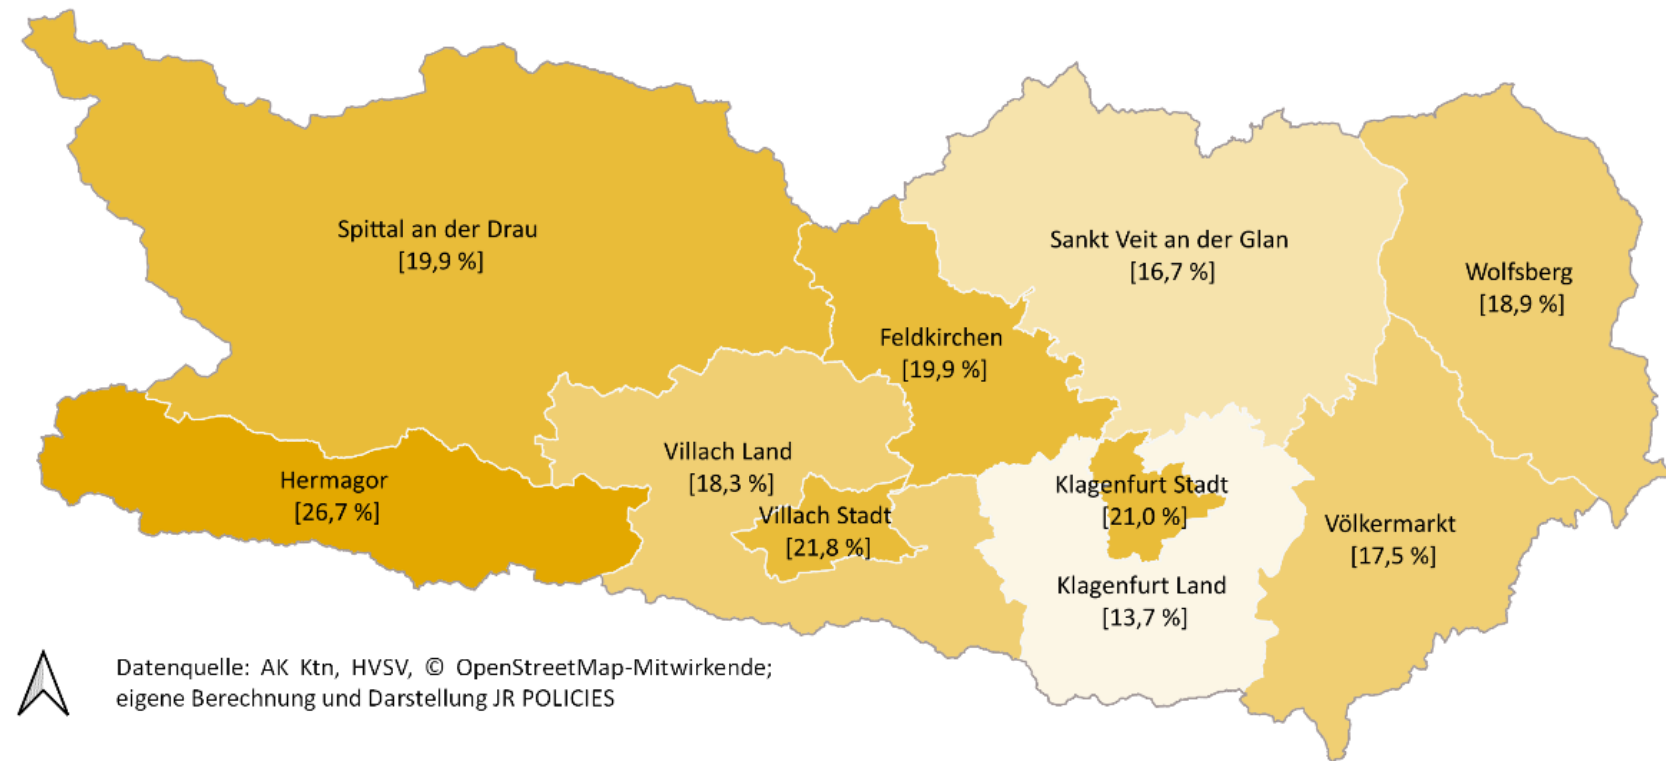 Spittal an der Drau
[19,9 %]
Sankt Veit an der Glan
[16,7 %]
Wolfsberg
[18,9 %]
Feldkirchen
[19,9 %]
Villach Land
[18,3 %]
Hermagor
[26,7 %]
Villach Stadt
[21,8 %]
Klagenfurt Stadt
[21,0 %]
Völkermarkt
[17,5 %]
Klagenfurt Land
[13,7 %]
Datenquelle: AK Ktn, HVSV, © OpenStreetMap-Mitwirkende;
eigene Berechnung und Darstellung JR POLICIES